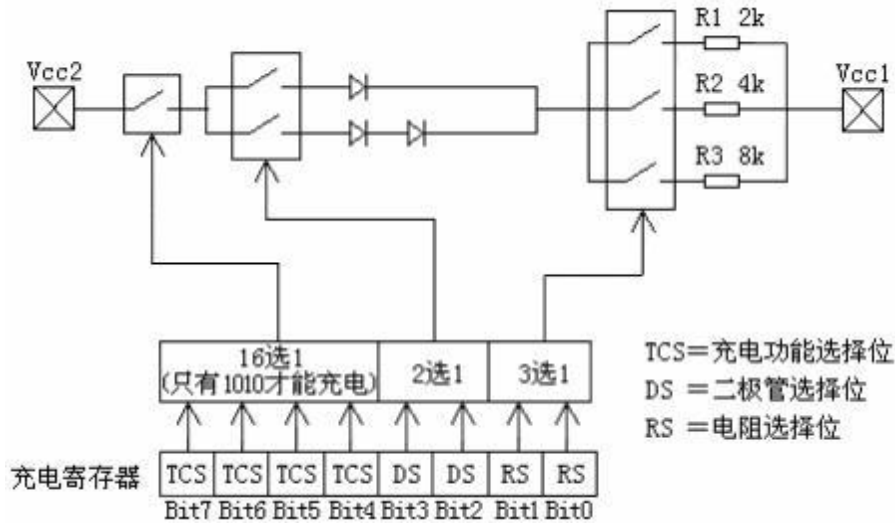 R1 2k
Vcc2
Vcc1
R2 4k
R3 8k
16选1
(只有1010才能充电)
2选1
3选1
TCS=充电功能选择位
DS =二极管选择位
RS =电阻选择位
充电寄存器
TCS TCS TCS TCS DS DS RS RS
Bit7 Bit6 Bit5 Bit4 Bit3 Bit2 Bit1 Bit0